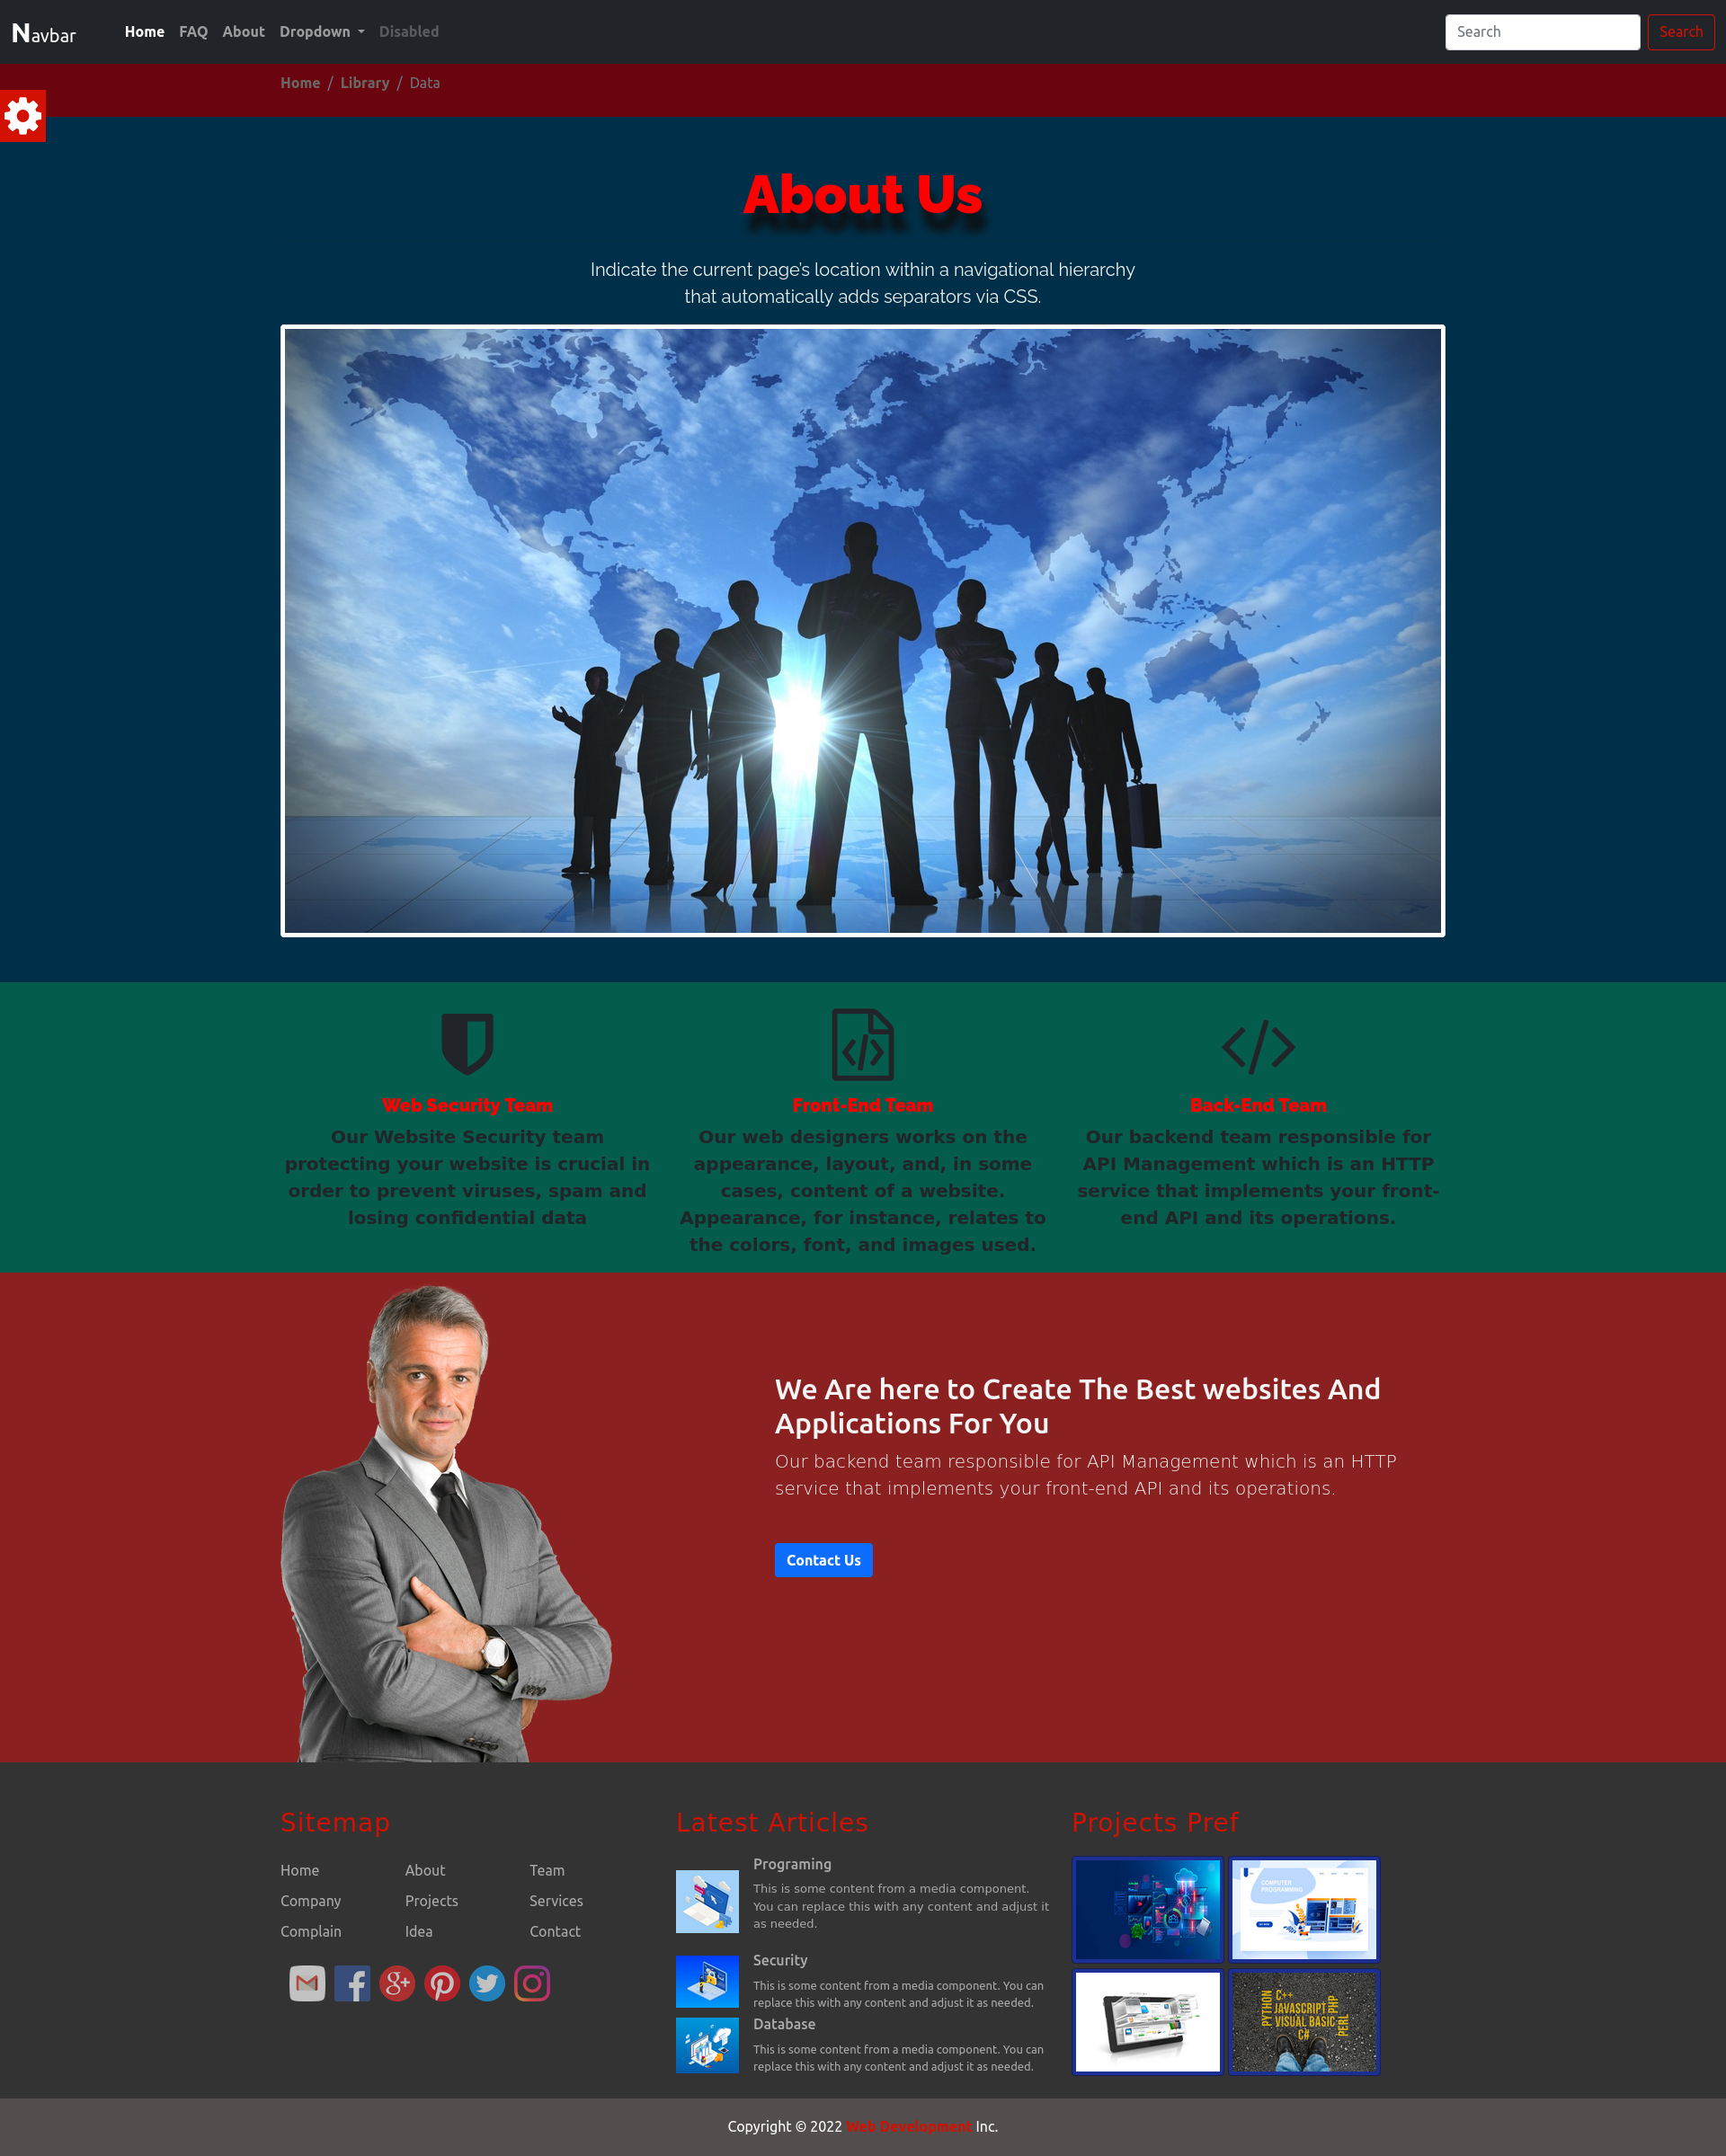 Navbar
Home FAQ About Dropdown Disabled
Search
Search
Home / Library / Data
About Us
Indicate the current page’s location within a navigational hierarchy
that automatically adds separators via CSS.
Web Security Team
Our Website Security team
protecting your website is crucial in
order to prevent viruses, spam and
losing confidential data
Front-End Team
Our web designers works on the
appearance, layout, and, in some
cases, content of a website.
Appearance, for instance, relates to
the colors, font, and images used.
Back-End Team
Our backend team responsible for
API Management which is an HTTP
service that implements your front-
end API and its operations.
We Are here to Create The Best websites And
Applications For You
Our backend team responsible for API Management which is an HTTP
service that implements your front-end API and its operations.
Contact Us
Sitemap
Home About Team
Company Projects Services
Complain Idea Contact
Latest Articles
Programing
This is some content from a media component.
You can replace this with any content and adjust it
as needed.
Security
This is some content from a media component. You can
replace this with any content and adjust it as needed.
Database
This is some content from a media component. You can
replace this with any content and adjust it as needed.
Projects Pref
COMPUTER
PROGRAMMING
PYTHON
C++
JAVASCRIPT
VISUAL BASIC
C#
PHP
PERL
Copyright © 2022 Web Development Inc.